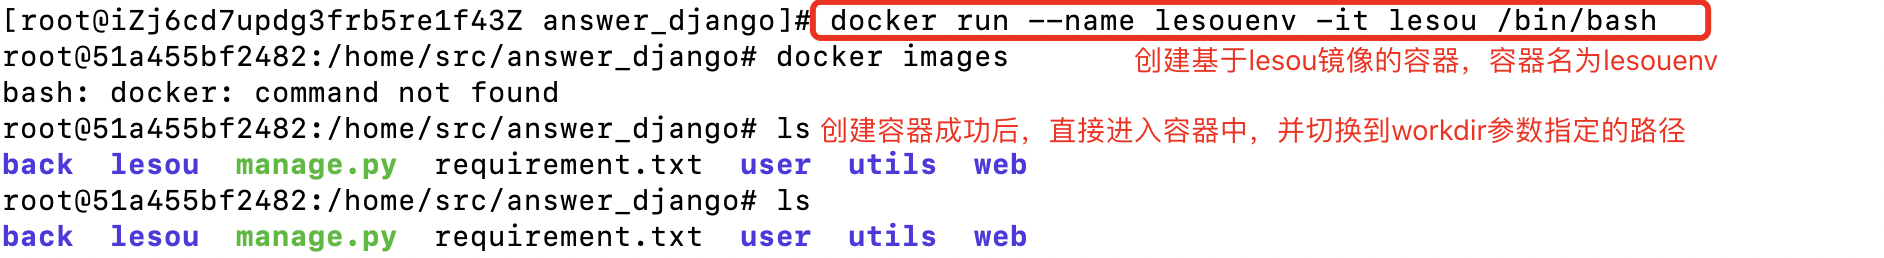 [root@iZj6cd7updg3frb5re1f43Z answer_django]# docker run --name lesouenv -it lesou /bin/bash
root@51a455bf2482:/home/src/answer_django# docker images
创建基于lesou镜像的容器，容器名为lesouenv
bash: docker: command not found
root@51a455bf2482:/home/src/answer_django# ls
创建容器成功后，直接进入容器中，并切换到workdir参数指定的路径
back lesou manage.py requirement.txt user utils web
root@51a455bf2482:/home/src/answer_django# ls
back lesou manage.py requirement.txt user utils web